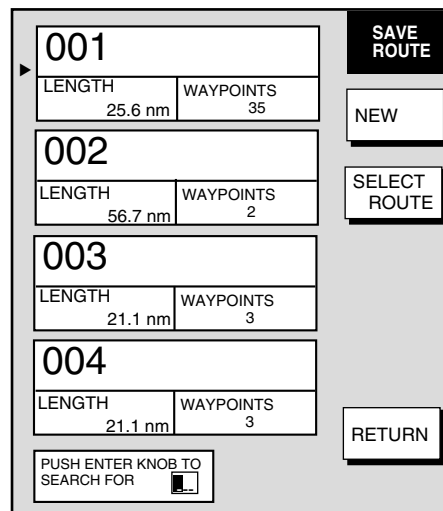 001
LENGTH
25.6 nm
WAYPOINTS
35
002
LENGTH
56.7 nm
WAYPOINTS
2
003
LENGTH
21.1 nm
WAYPOINTS
3
004
LENGTH
21.1 nm
WAYPOINTS
3
PUSH ENTER KNOB TO
SEARCH FOR
SAVE
ROUTE
NEW
SELECT
ROUTE
RETURN